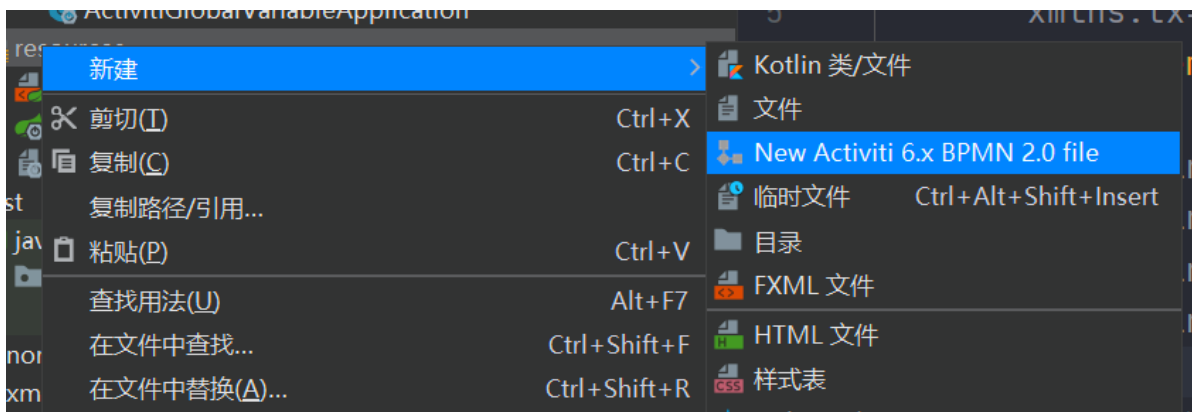 ActivitiGlobalVariableApplication
5
新建
剪切(T) Ctrl+X
复制(C) Ctrl+C
复制路径/引用...
粘贴(P) Ctrl+V
查找用法(U) Alt+F7
在文件中查找... Ctrl+Shift+F
在文件中替换(A)... Ctrl+Shift+R
Kotlin 类/文件
文件
New Activiti 6.x BPMN 2.0 file
临时文件 Ctrl+Alt+Shift+Insert
目录
FXML 文件
HTML 文件
样式表